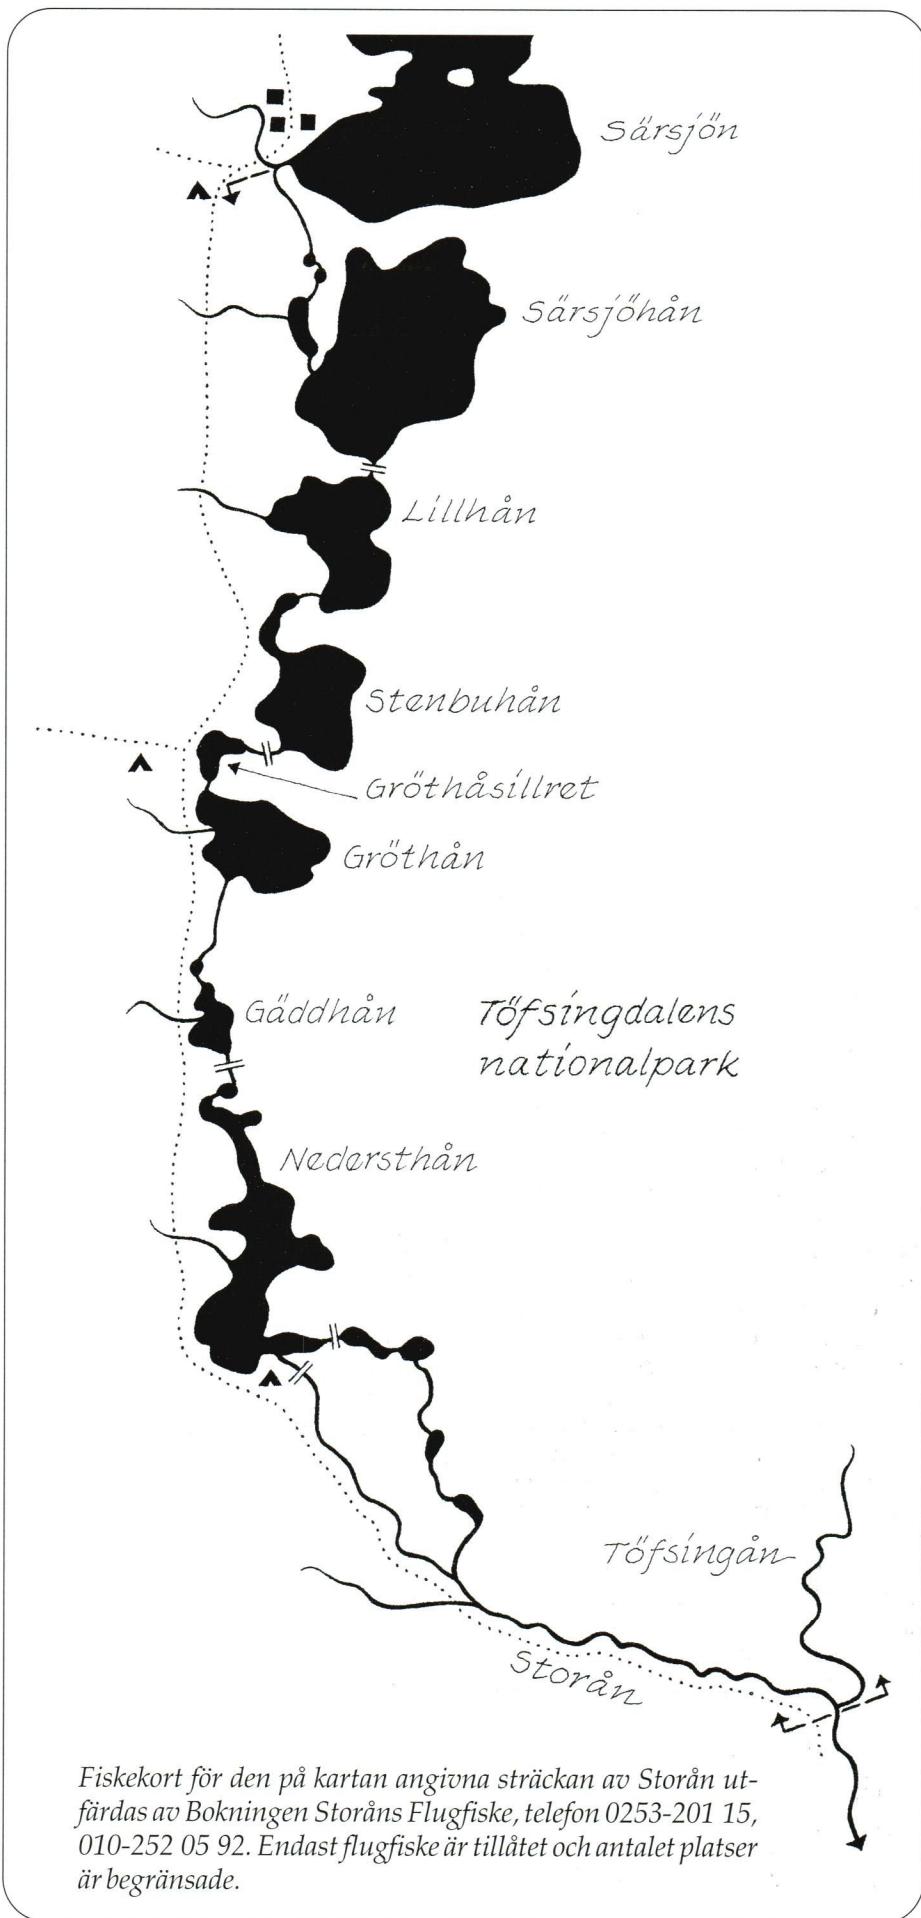 Särsjön
Särsjöhån
Lillhån
Stenbuhån
Gröthåsillret
Gröthån
Gäddhån
Töfsingdalens
nationalpark
Nedersthån
Töfsingån
Storån
Fiskekort för den på kartan angivna sträckan av Storån ut-
färdas av Bokningen Storåns Flugfiske, telefon 0253-201 15,
010-252 05 92. Endast flugfiske är tillåtet och antalet platser
är begränsade.